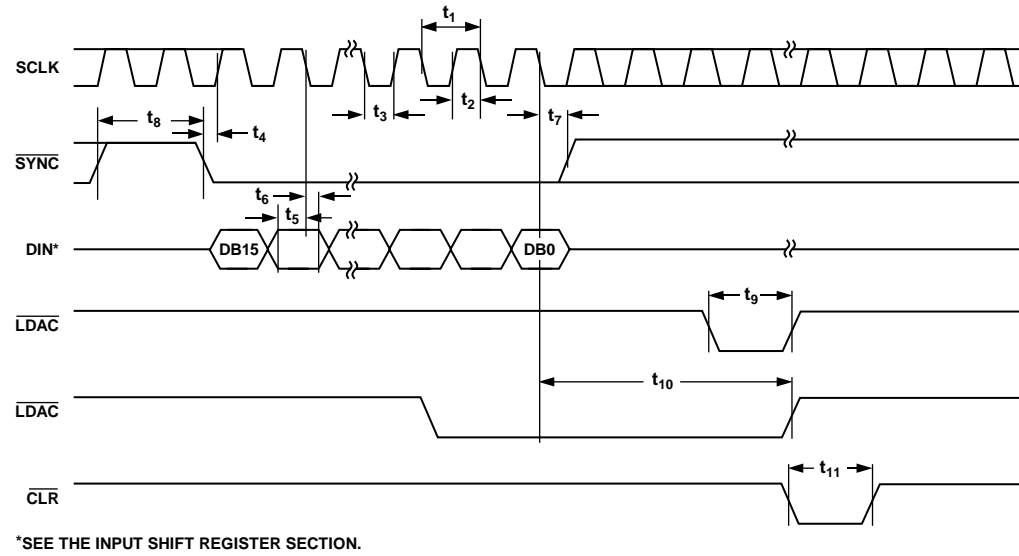 t1
SCLK
t3
t2
t8
t4
t7
SYNC
t6
t5
DIN*
DB15
DB0
t9
LDAC
t10
LDAC
t11
CLR
*SEE THE INPUT SHIFT REGISTER SECTION.